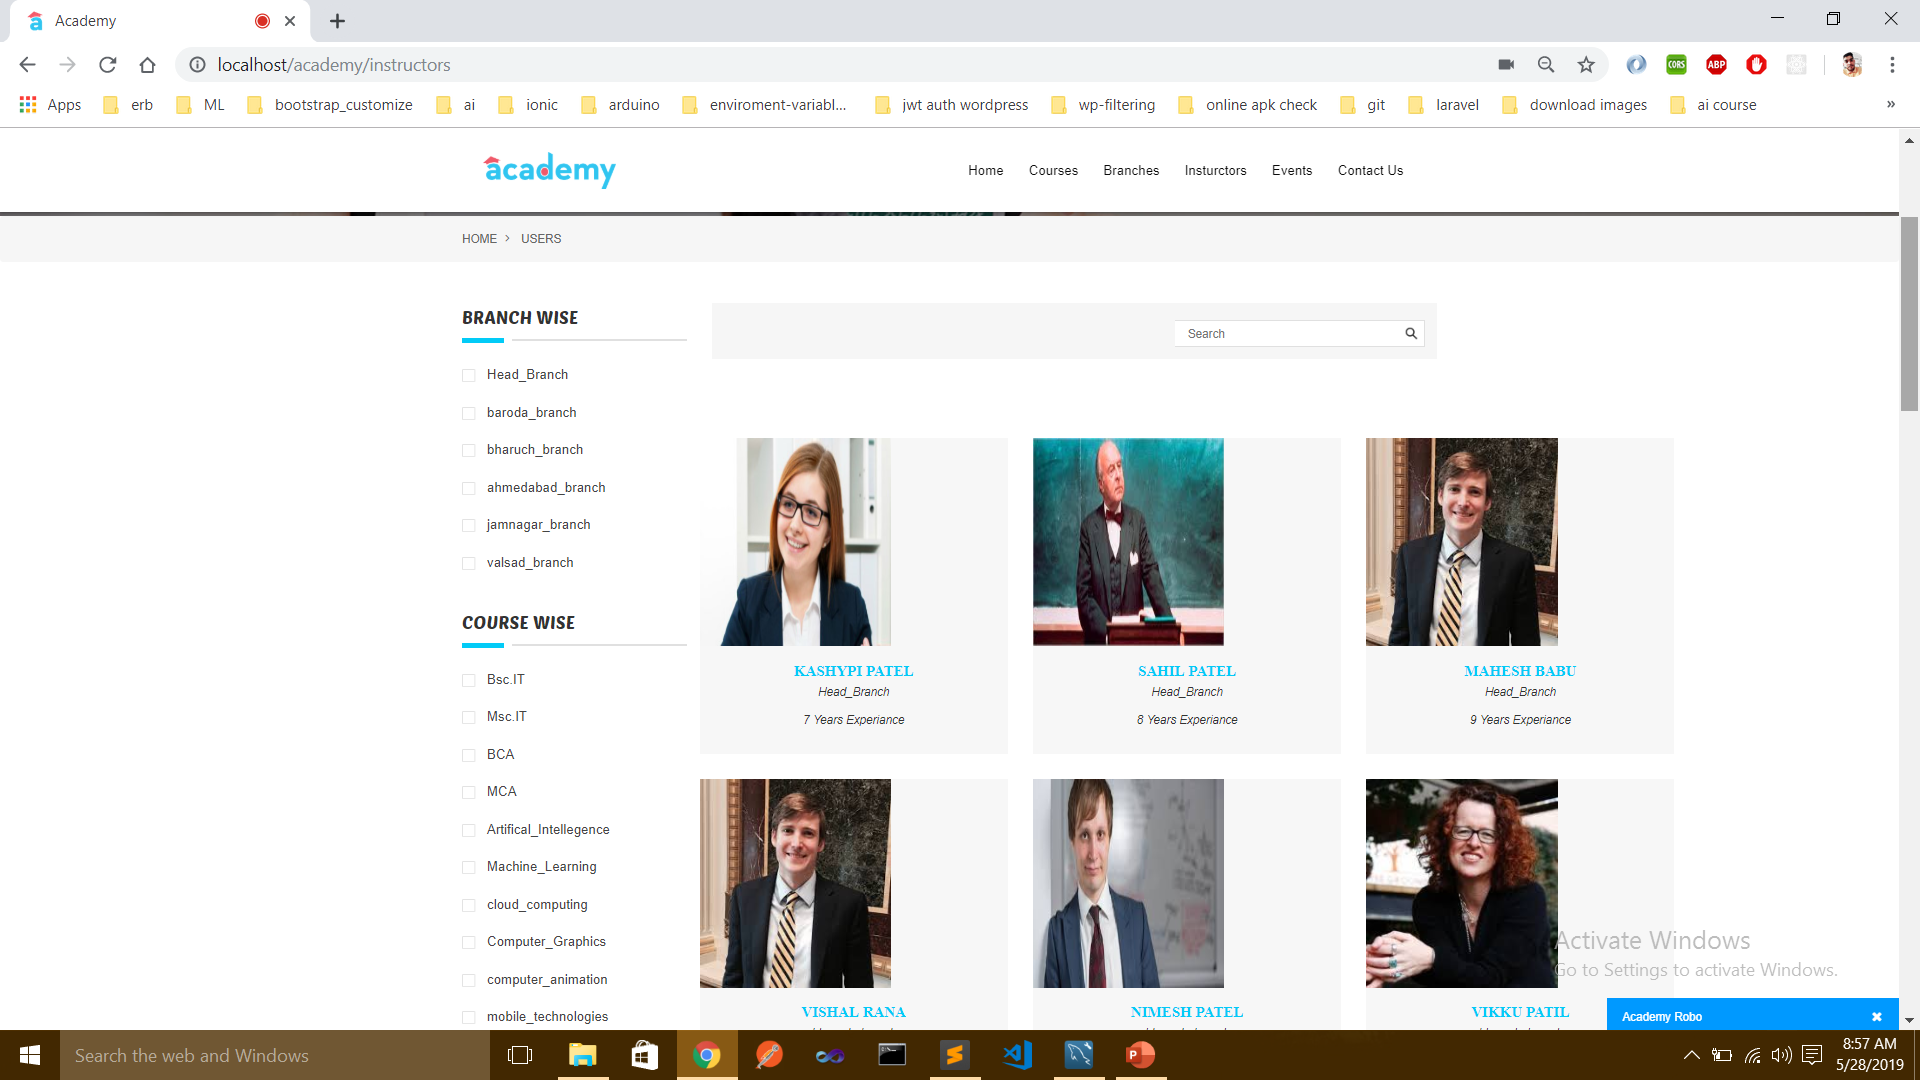 Academy
localhost/academy/instructors
CORS
ABP
Apps erb ML bootstrap_customize ai ionic arduino enviroment-variabl... jwt auth wordpress wp-filtering online apk check git laravel download images ai course »
academy
Home Courses Branches Insturctors Events Contact Us
HOME > USERS
BRANCH WISE
Search
Head_Branch
baroda_branch
bharuch_branch
ahmedabad_branch
jamnagar_branch
valsad_branch
COURSE WISE
Bsc.IT
Msc.IT
BCA
MCA
Artifical_Intellegence
Machine_Learning
cloud_computing
Computer_Graphics
computer_animation
mobile_technologies
KASHYPI PATEL
Head_Branch
7 Years Experiance
SAHIL PATEL
Head_Branch
8 Years Experiance
MAHESH BABU
Head_Branch
9 Years Experiance
VISHAL RANA
NIMESH PATEL
VIKKU PATIL
Activate Windows
Go to Settings to activate Windows.
Academy Robo
Search the web and Windows
8:57 AM
5/28/2019